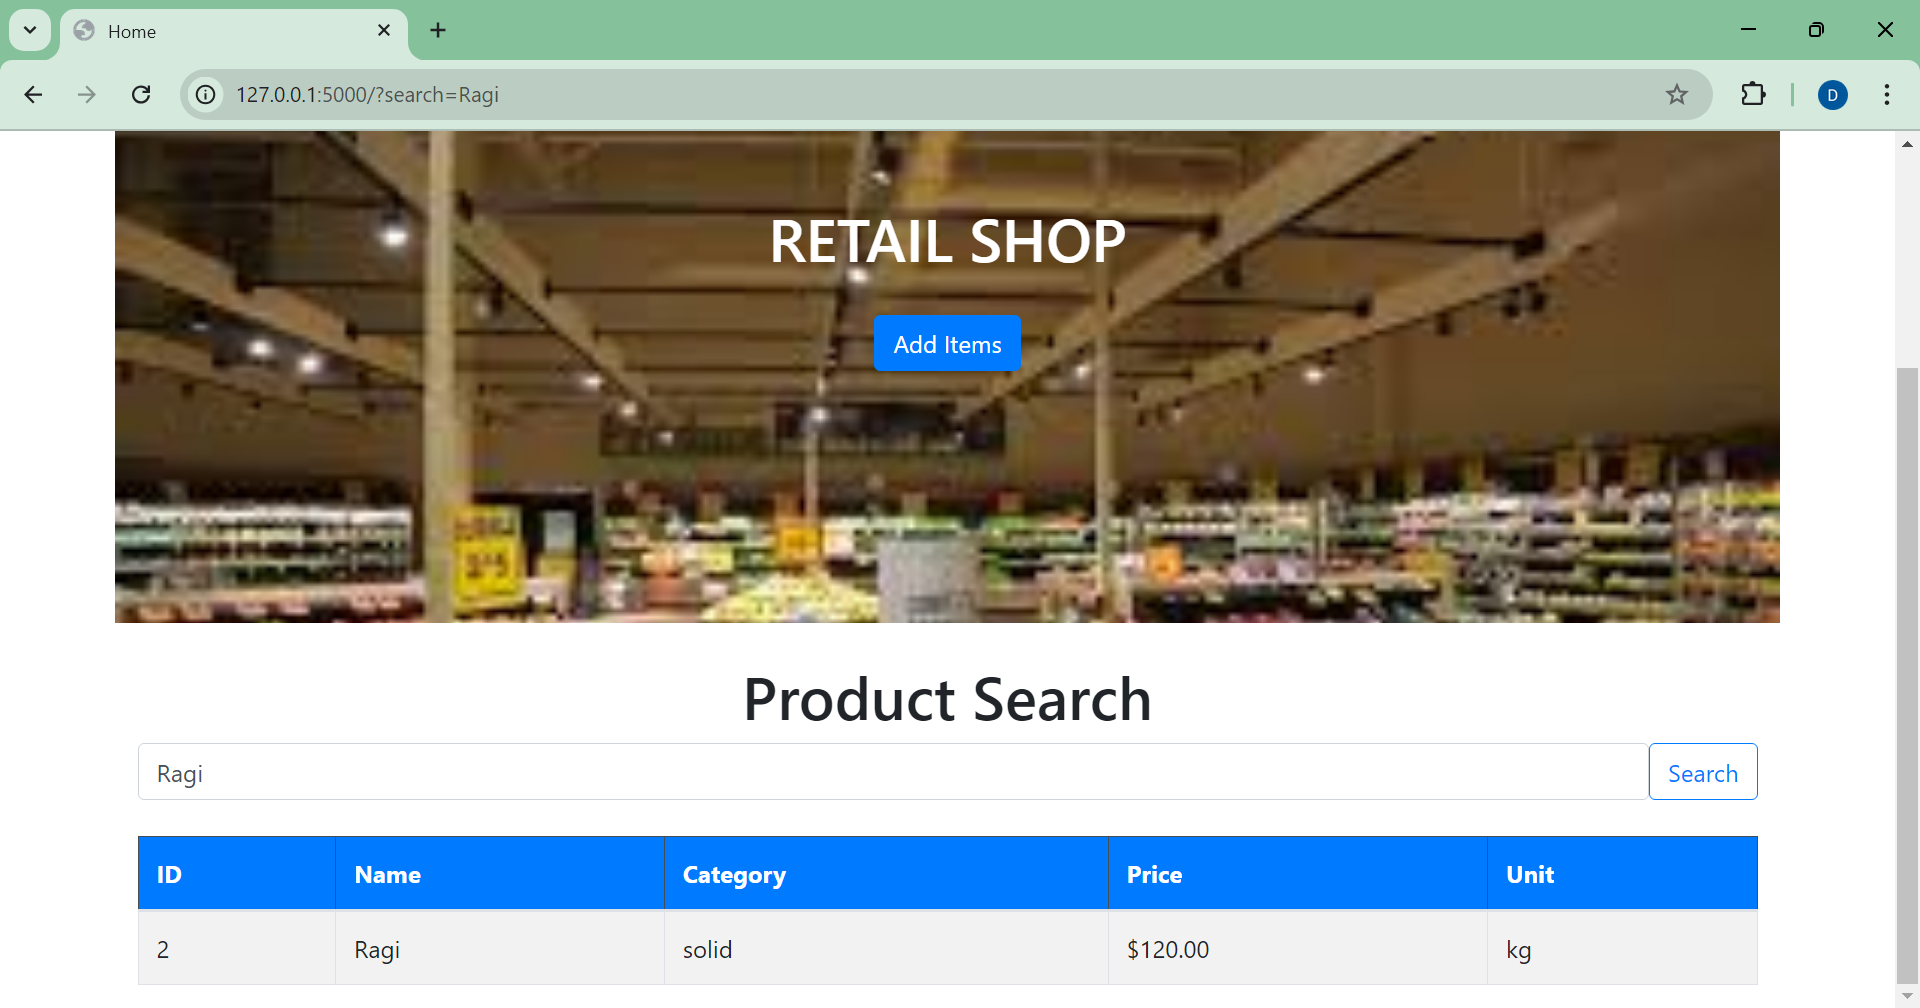 Home
127.0.0.1:5000/?search=Ragi
D
RETAIL SHOP
Add Items
Product Search
Ragi
Search
ID Name Category Price Unit
2 Ragi solid $120.00 kg